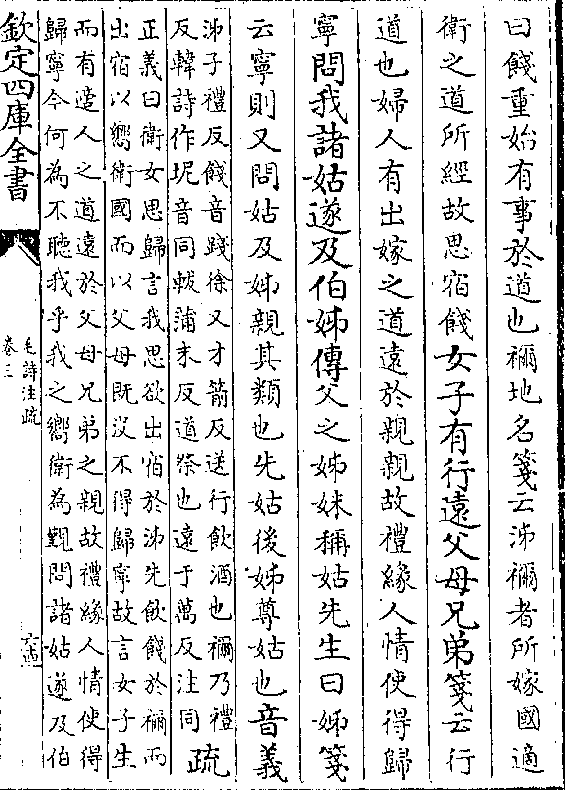 曰餞重始有事於道也禰地名箋云泲禰者所嫁國適
衛之道所經故思宿餞女子有行遠父母兄弟箋云行
道也婦人有出嫁之道遠於親親故禮緣人情使得歸
寧問我諸姑遂及伯姊傳父之姊妹稱姑先生曰姊箋
云寧則又問姑及姊親其類也先姑後姊尊姑也音義
泲子禮反餞音踐徐又才箭反送行飲酒也禰乃禮
反韓詩作坭音同軷蒲末反道祭也遠于萬反注同
疏
正義曰衛女思歸言我思欲出宿於泲先飲餞於禰而
出宿以嚮衛國而以父母既沒不得歸寧故言女子生
而有適人之道遠於父母兄弟之親故禮緣人情使得
歸寧今何為不聽我乎我之嚮衛為覲問諸姑遂及伯
欽定四庫全書
毛詩注疏
卷三